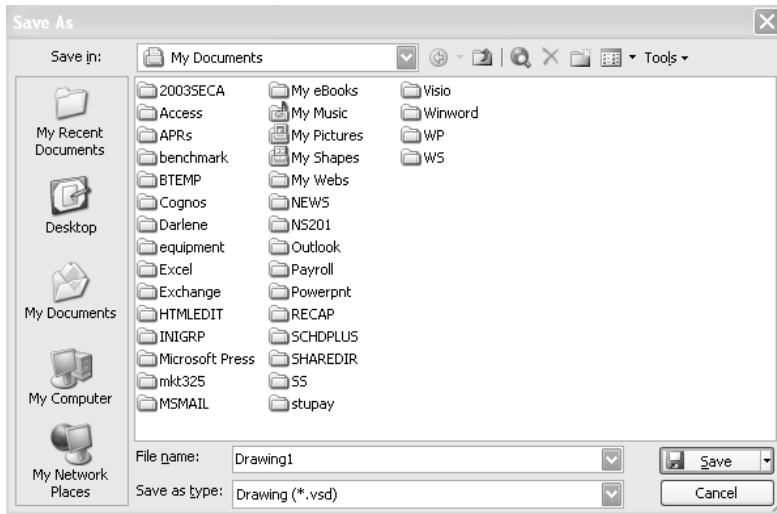 Save As
Save in:
My Documents
Tools
My Recent
Documents
Desktop
My Documents
My Computer
My Network
Places
2003SECA
Access
APRs
benchmark
BTEMP
Cognos
Darlene
equipment
Excel
Exchange
HTMLEDIT
INIGRP
Microsoft Press
mkt325
MSMAIL
My eBooks
My Music
My Pictures
My Shapes
My Webs
NEWS
NS201
Outlook
Payroll
Powerpnt
RECAP
SCHDPLUS
SHAREDIR
SS
stupay
Visio
Winword
WP
WS
File name:
Drawing1
Save
Save as type:
Drawing (*.vsd)
Cancel